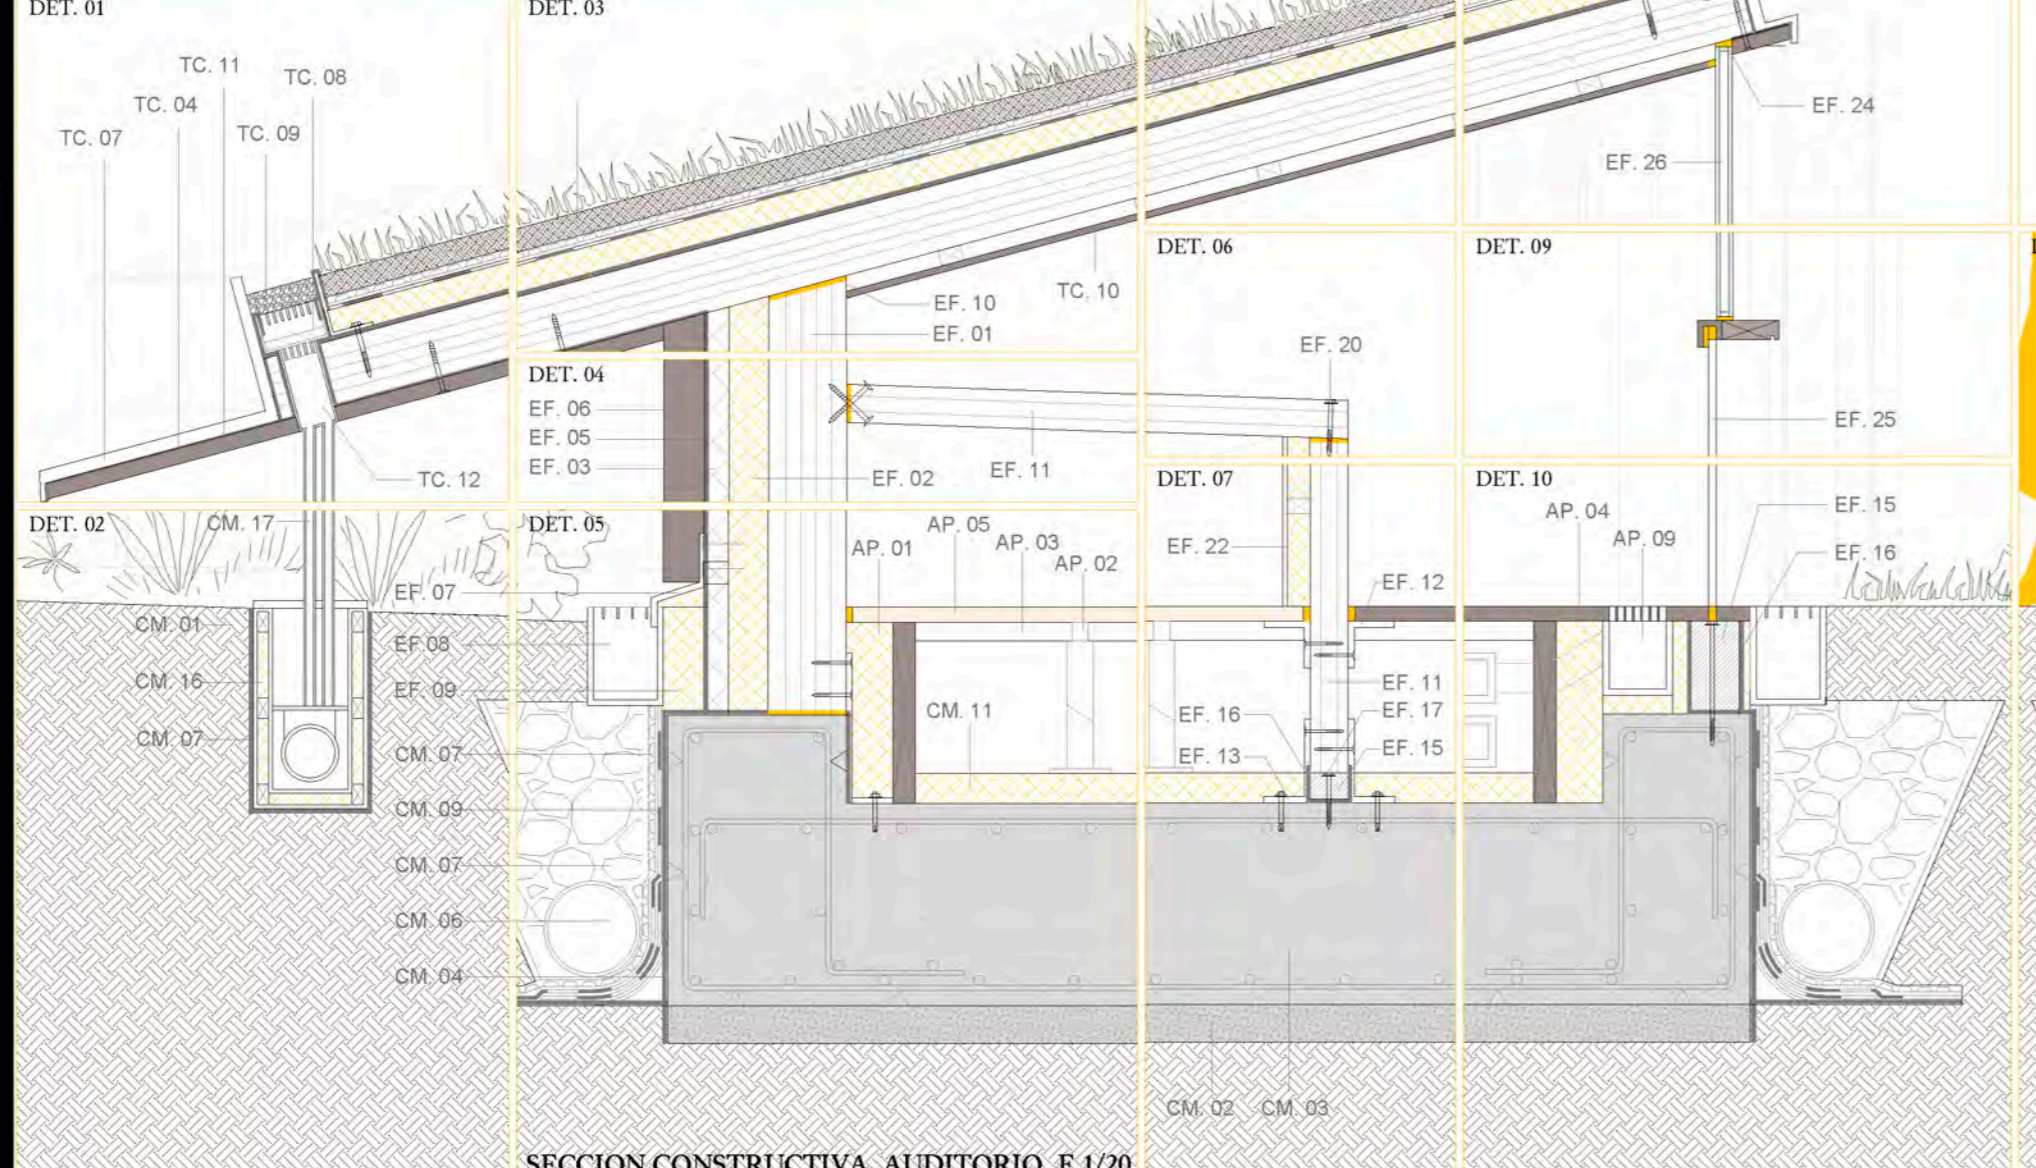 DET. 01
TC. 11
TC. 08
TC. 04
TC. 09
TC. 07
TC. 12
DET. 03
EF. 10
EF. 01
TC. 10
EF. 24
EF. 26
DET. 04
EF. 06
EF. 05
EF. 03
EF. 02
EF. 11
DET. 06
EF. 20
DET. 09
EF. 25
DET. 02
CM. 17
CM. 01
CM. 16
CM. 07
EF. 07
EF.08
EF. 09
CM. 07
CM. 09
CM. 07
CM. 06
CM. 04
DET. 05
AP. 05
AP. 01
AP. 03
AP. 02
CM. 11
DET. 07
EF. 22
EF. 12
EF. 11
EF. 16
EF. 17
EF. 13
EF. 15
DET. 10
AP. 04
AP. 09
EF. 15
EF. 16
CM. 02
CM. 03
SECCION CONSTRUCTIVA AUDITORIO E 1/20